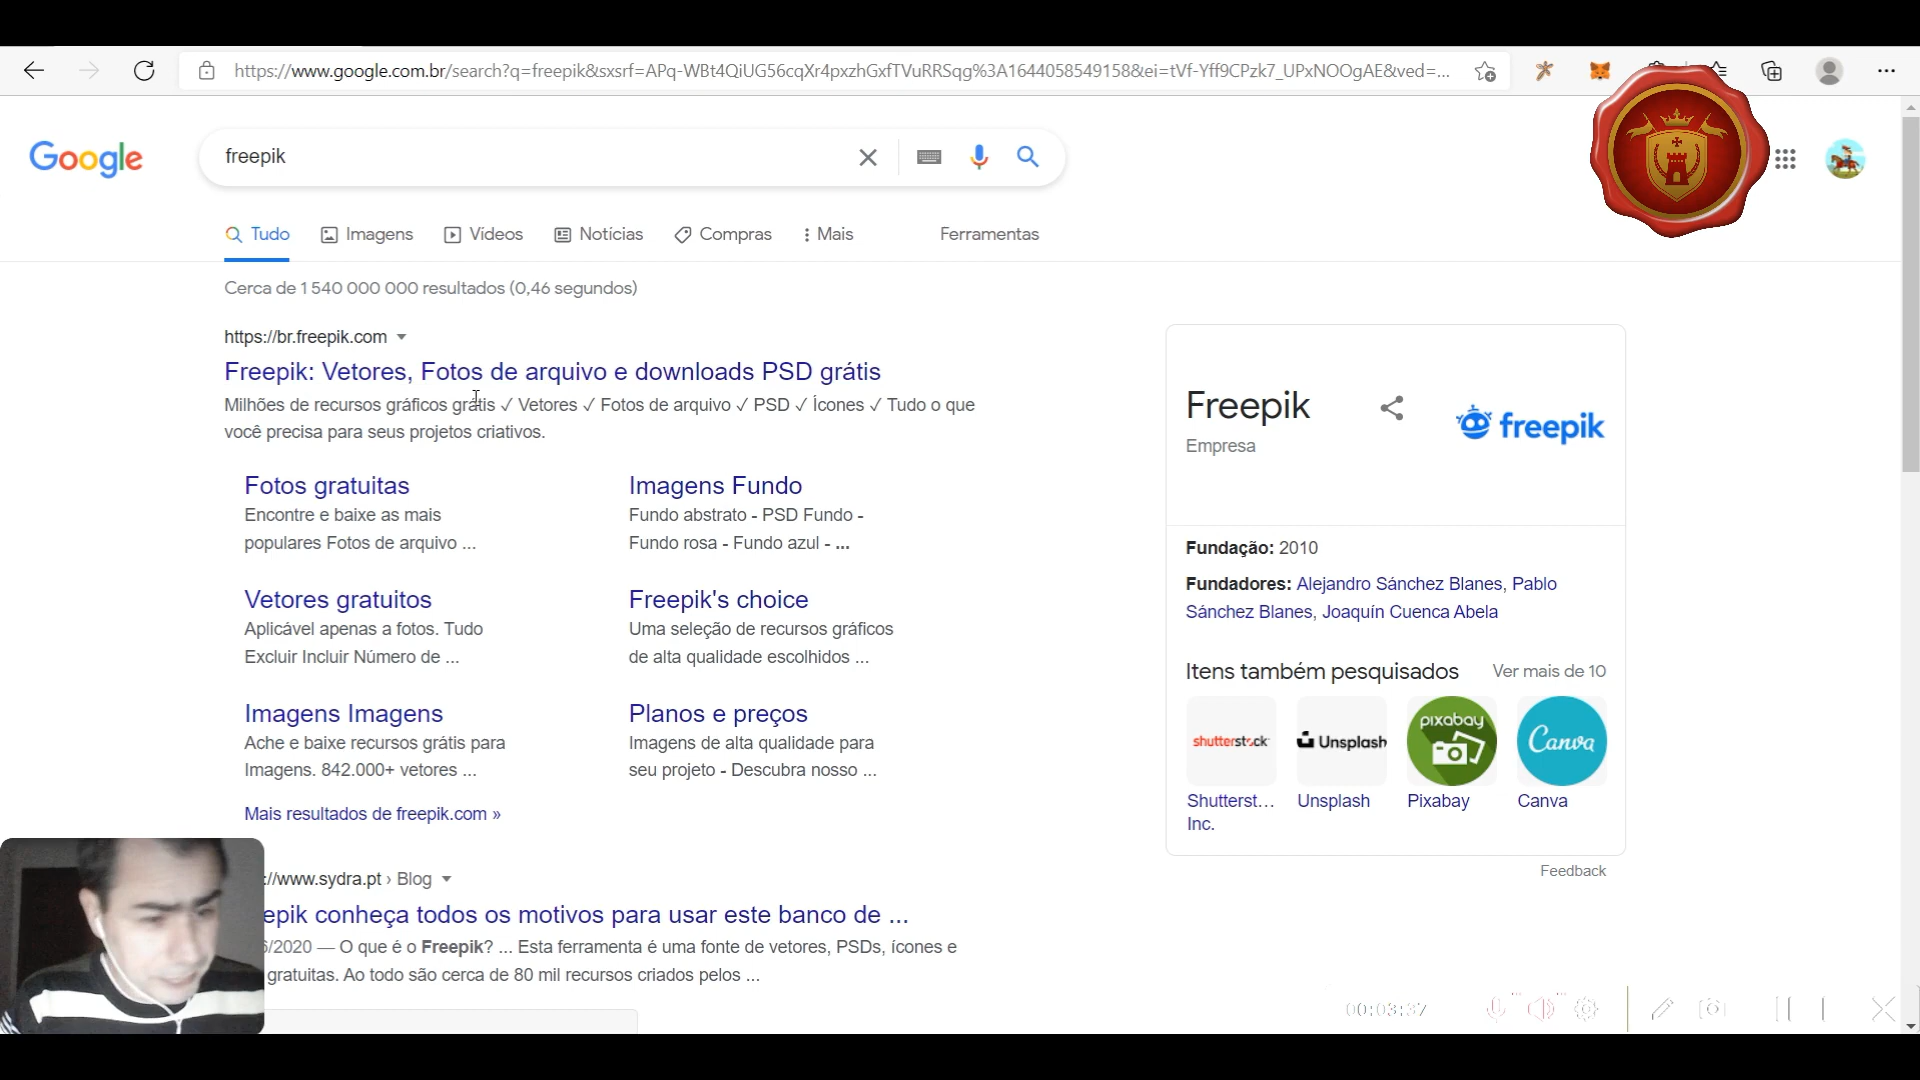 https://www.google.com.br/search?q=freepik&sxsrf=APq-WBt4QiUG56cqXr4pxzhGxfTVuRRSqg%3A1644058549158&ei=tVf-Yff9CPzk7_UPxNOOgAE&ved=...
Google
freepik
Tudo
Imagens
Vídeos
Notícias
Compras
Mais
Ferramentas
Cerca de 1 540 000 000 resultados (0,46 segundos)
https://br.freepik.com
Freepik: Vetores, Fotos de arquivo e downloads PSD grátis
Milhões de recursos gráficos grátis ✓ Vetores ✓ Fotos de arquivo ✓ PSD ✓ Ícones ✓ Tudo o que
você precisa para seus projetos criativos.
Fotos gratuitas
Encontre e baixe as mais
populares Fotos de arquivo ...
Imagens Fundo
Fundo abstrato - PSD Fundo -
Fundo rosa - Fundo azul - ...
Vetores gratuitos
Aplicável apenas a fotos. Tudo
Excluir Incluir Número de ...
Freepik's choice
Uma seleção de recursos gráficos
de alta qualidade escolhidos ...
Imagens Imagens
Ache e baixe recursos grátis para
Imagens. 842.000+ vetores ...
Planos e preços
Imagens de alta qualidade para
seu projeto - Descubra nosso ...
Mais resultados de freepik.com »
://www.sydra.pt › Blog
epik conheça todos os motivos para usar este banco de ...
/2020 — O que é o Freepik? ... Esta ferramenta é uma fonte de vetores, PSDs, ícones e
gratuitas. Ao todo são cerca de 80 mil recursos criados pelos ...
Freepik
Empresa
freepik
Fundação: 2010
Fundadores: Alejandro Sánchez Blanes, Pablo
Sánchez Blanes, Joaquín Cuenca Abela
Itens também pesquisados
Ver mais de 10
shutterstock
Unsplash
pixabay
Canva
Shutterst...
Inc.
Unsplash
Pixabay
Canva
Feedback
00:03:37